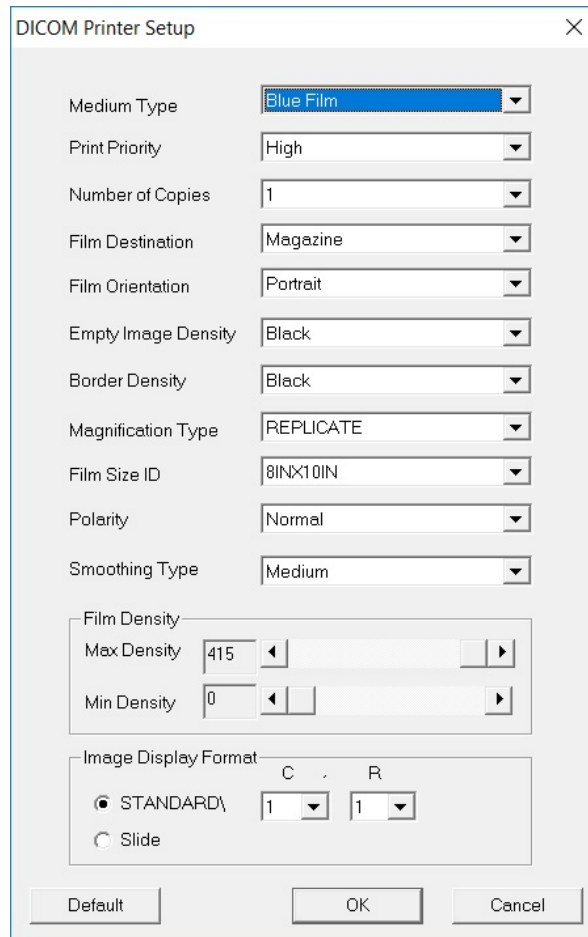 DICOM Printer Setup
Medium Type Blue Film
Print Priority High
Number of Copies 1
Film Destination Magazine
Film Orientation Portrait
Empty Image Density Black
Border Density Black
Magnification Type REPLICATE
Film Size ID 8INX10IN
Polarity Normal
Smoothing Type Medium
Film Density
Max Density 415
Min Density 0
Image Display Format
C , R
STANDARD\ 1 1
Slide
Default OK Cancel